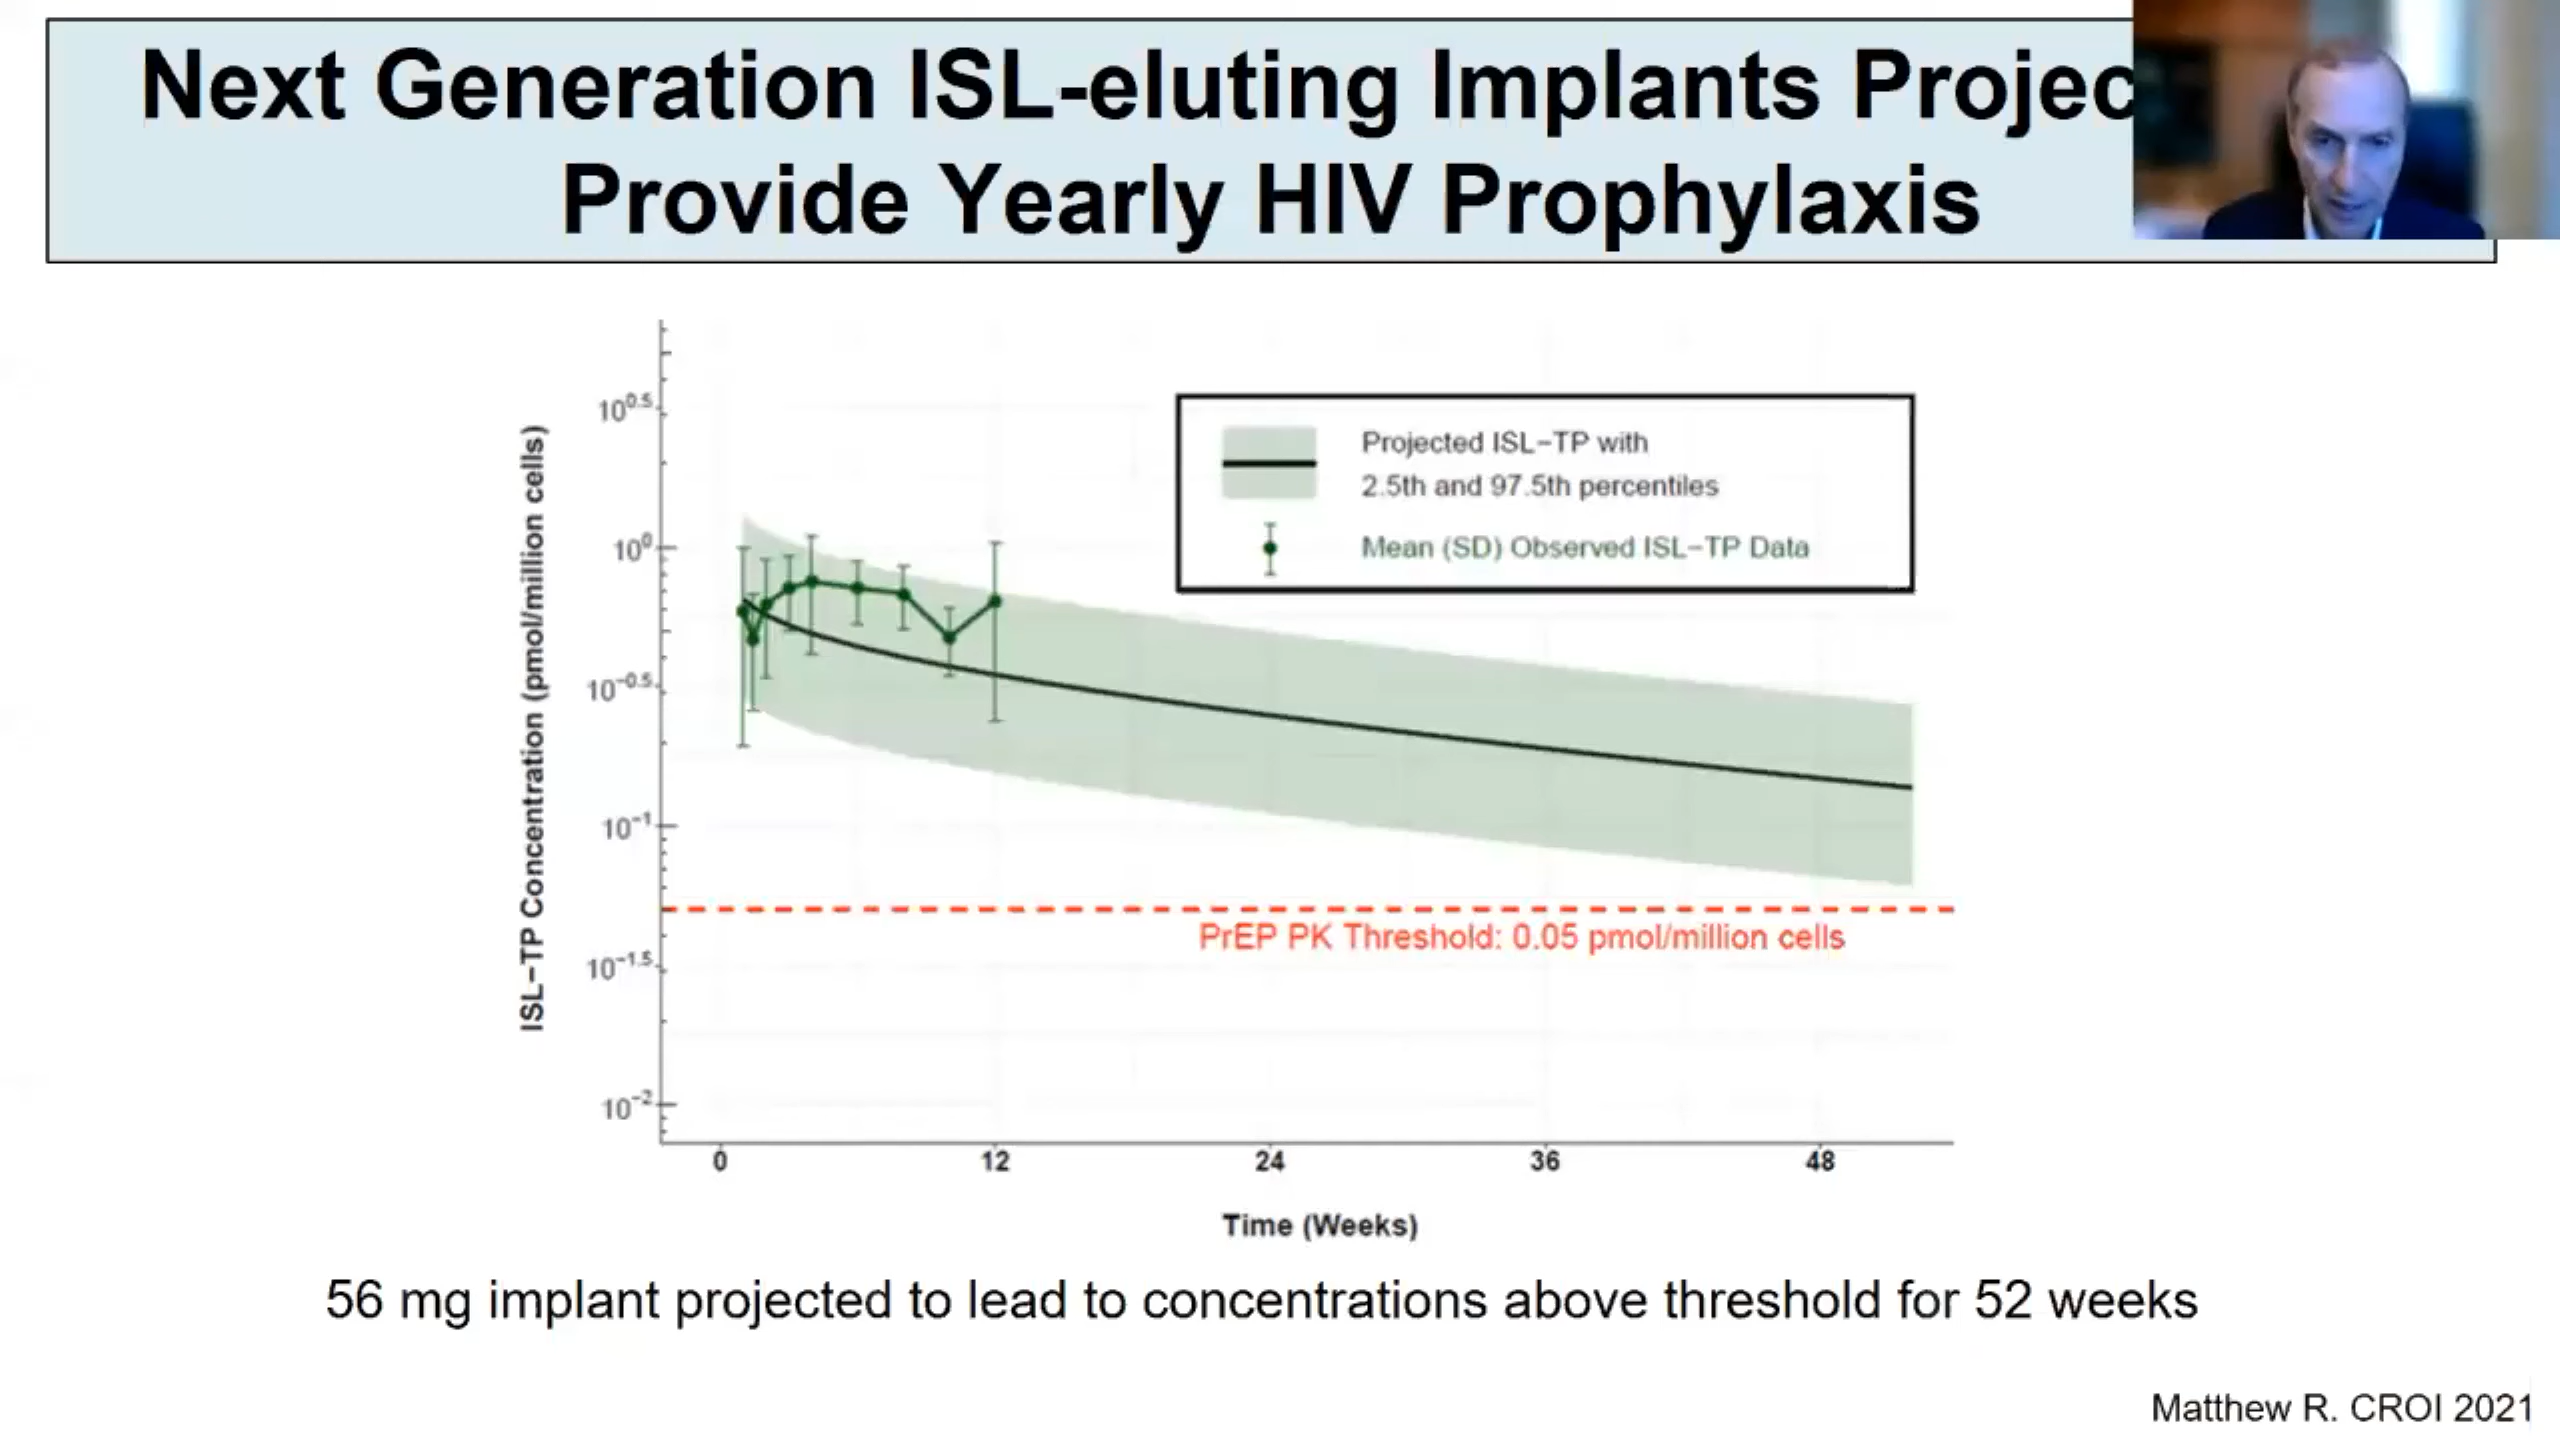 Next Generation ISL-eluting Implants Projec
Provide Yearly HIV Prophylaxis
ISL−TP Concentration (pmol/million cells)
10^0.5
10^0
10^−0.5
10^−1
10^−1.5
10^−2
Projected ISL−TP with
2.5th and 97.5th percentiles
Mean (SD) Observed ISL−TP Data
PrEP PK Threshold: 0.05 pmol/million cells
0 12 24 36 48
Time (Weeks)
56 mg implant projected to lead to concentrations above threshold for 52 weeks
Matthew R. CROI 2021